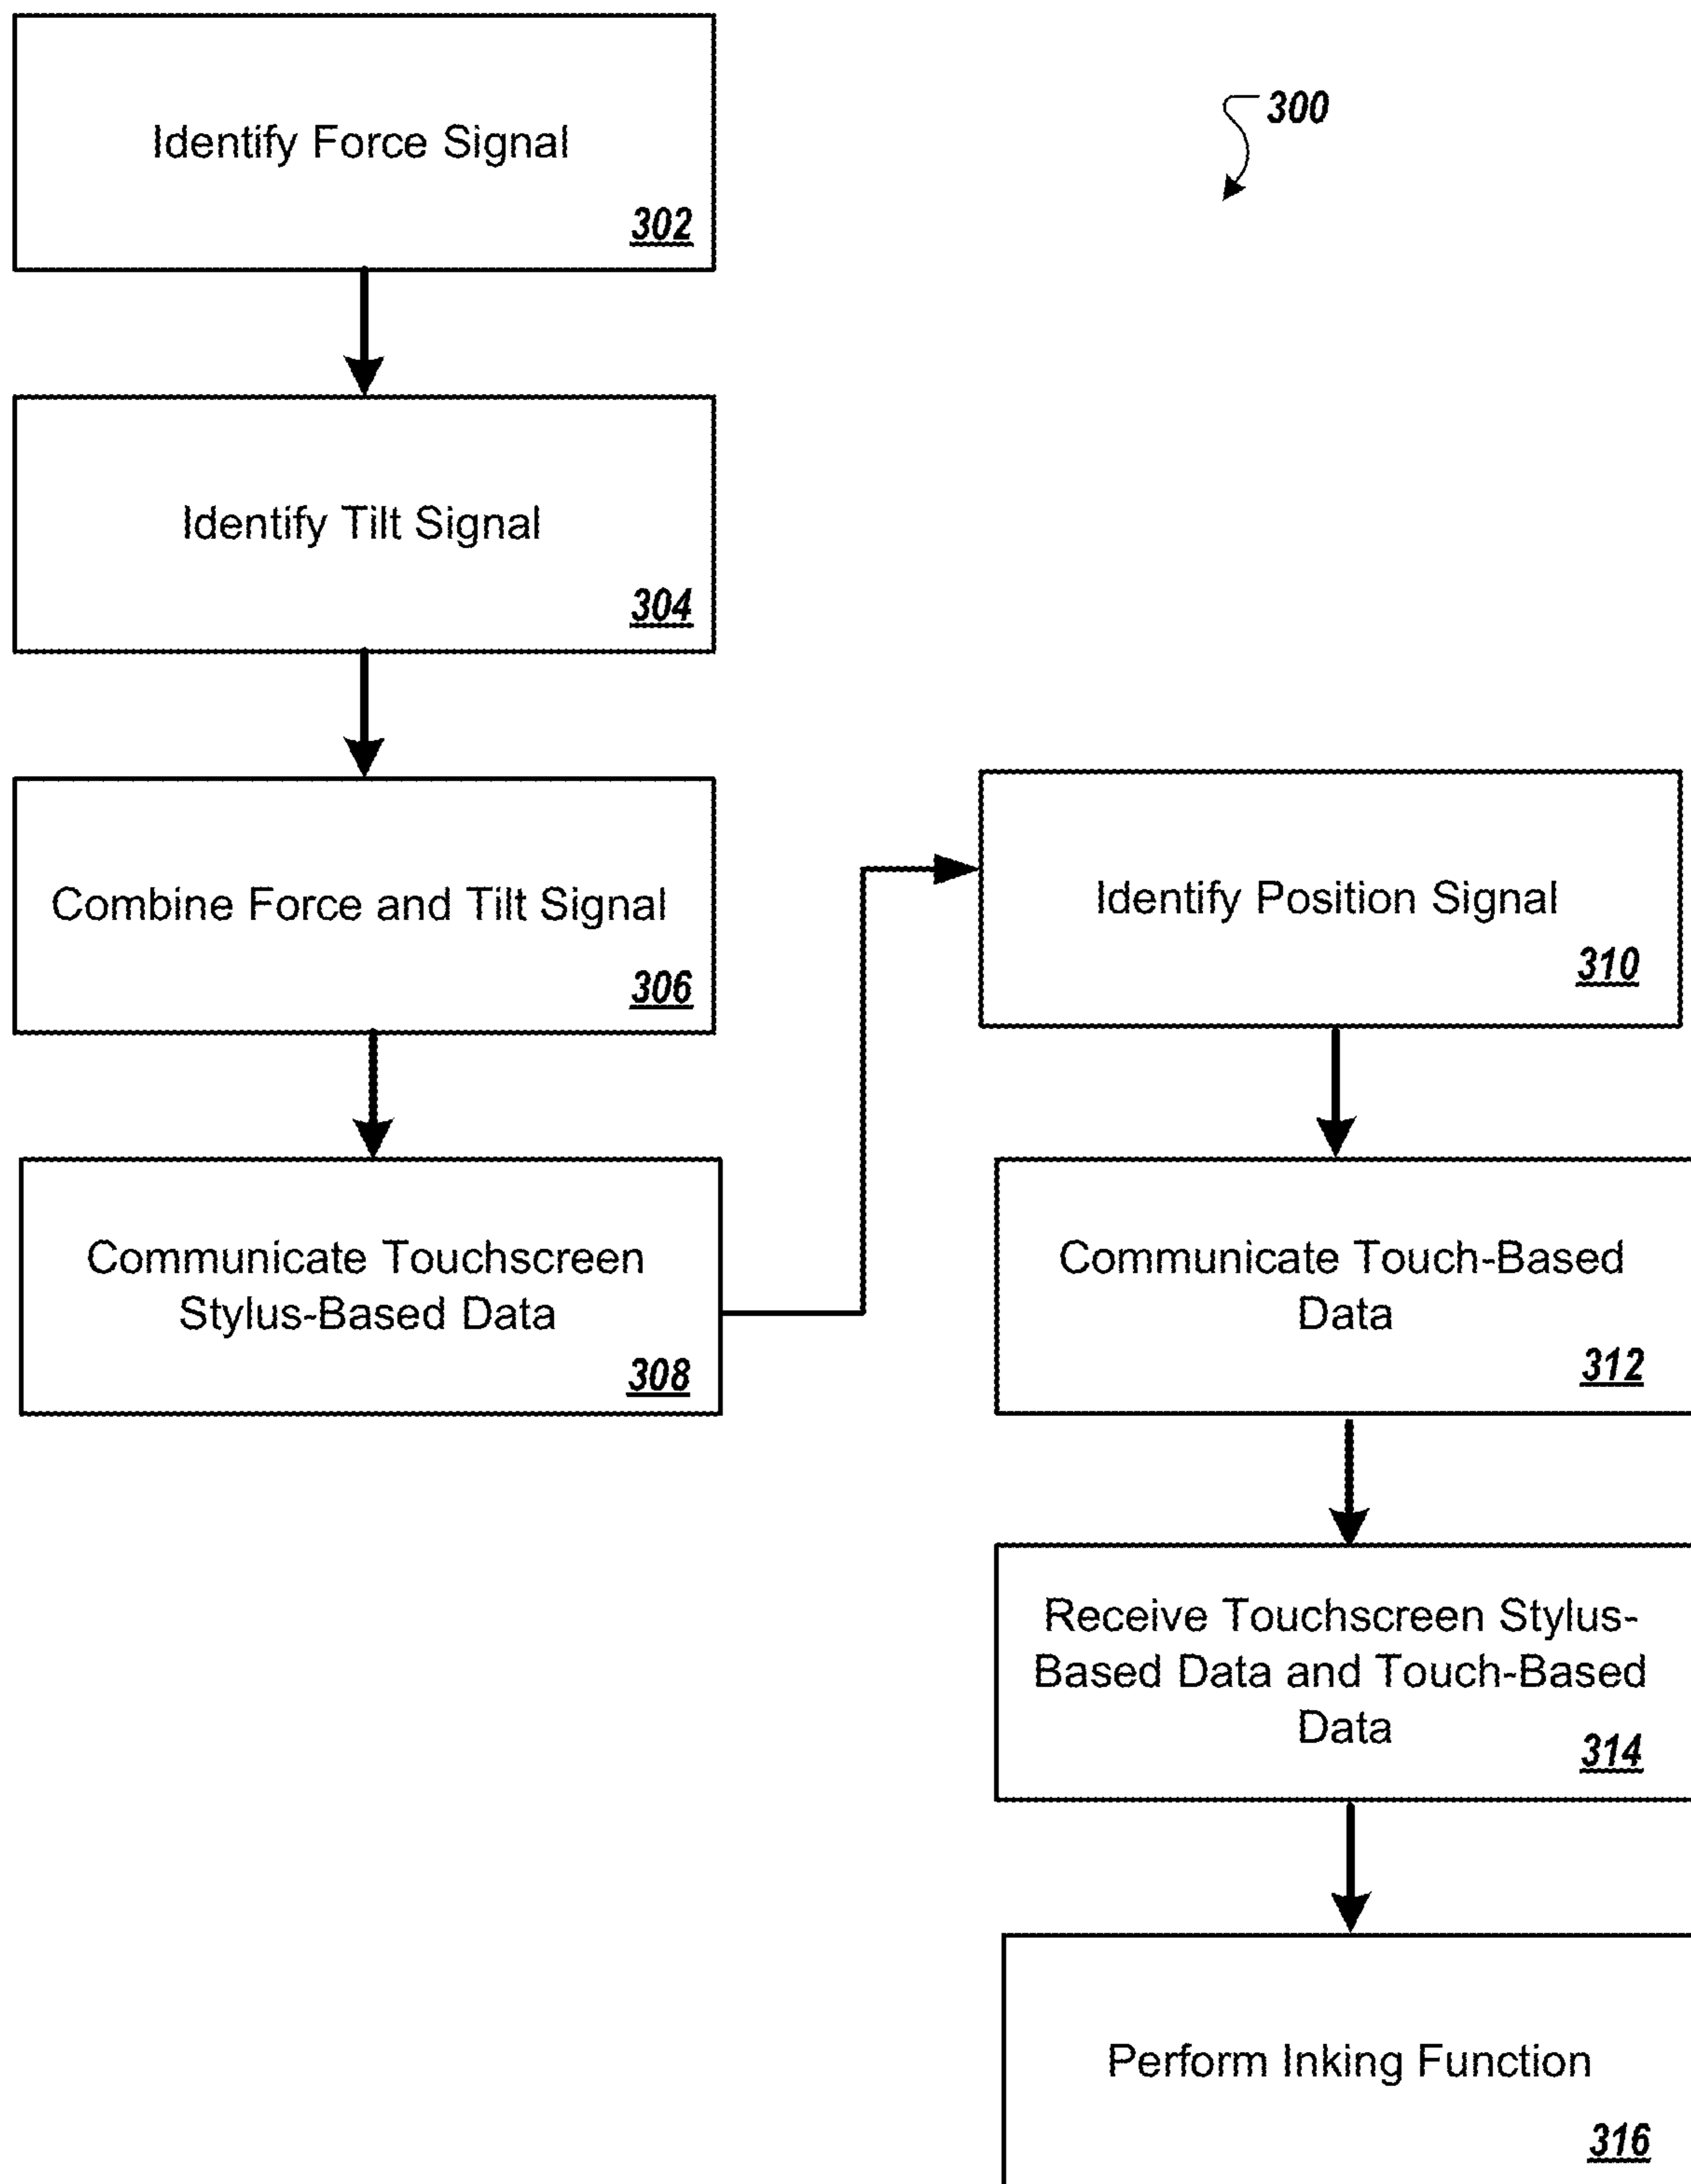 300
Identify Force Signal
302
Identify Tilt Signal
304
Combine Force and Tilt Signal
306
Communicate Touchscreen
Stylus-Based Data
308
Identify Position Signal
310
Communicate Touch-Based
Data
312
Receive Touchscreen Stylus-
Based Data and Touch-Based
Data
314
Perform Inking Function
316